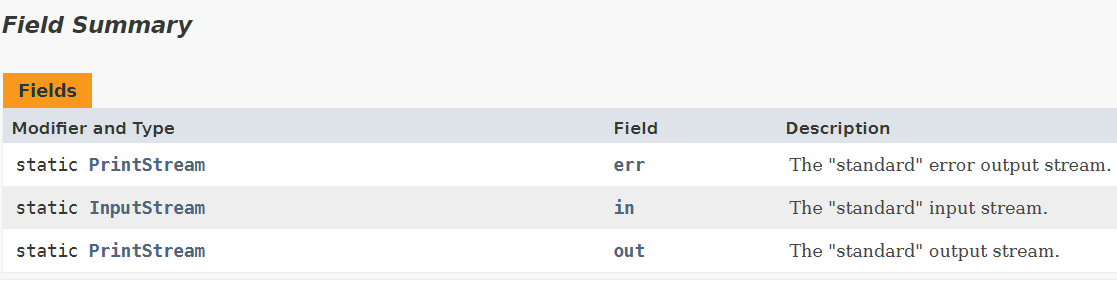 Field Summary
Fields
Modifier and Type Field Description
static PrintStream err The "standard" error output stream.
static InputStream in The "standard" input stream.
static PrintStream out The "standard" output stream.